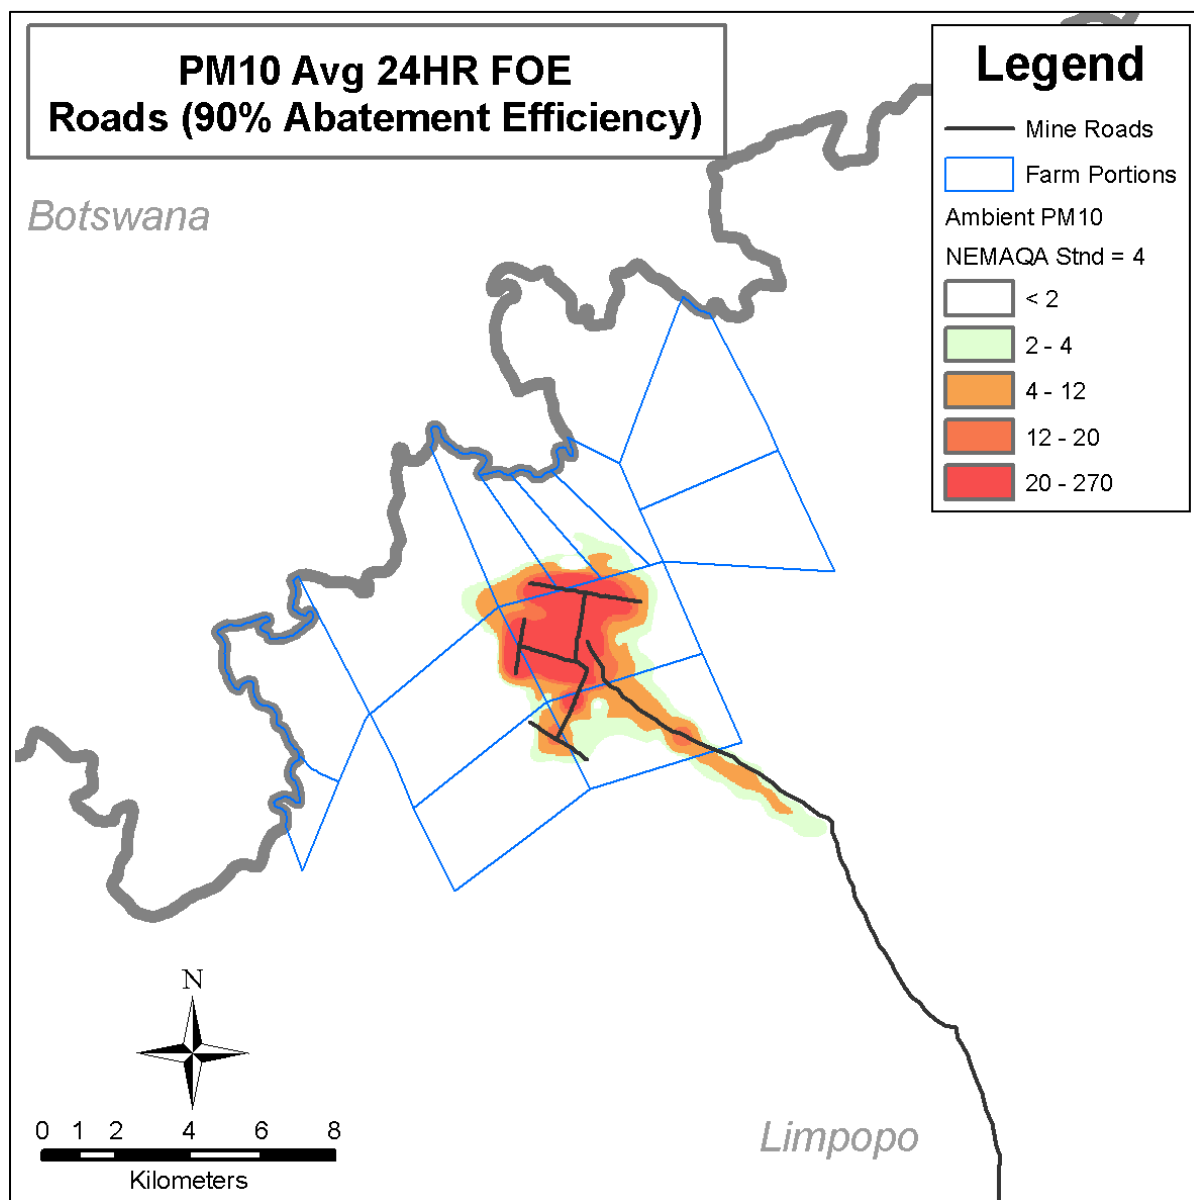 PM10 Avg 24HR FOE
Roads (90% Abatement Efficiency)
Legend
Mine Roads
Farm Portions
Ambient PM10
NEMAQA Stnd = 4
< 2
2 - 4
4 - 12
12 - 20
20 - 270
Botswana
N
0 1 2 4 6 8
Kilometers
Limpopo